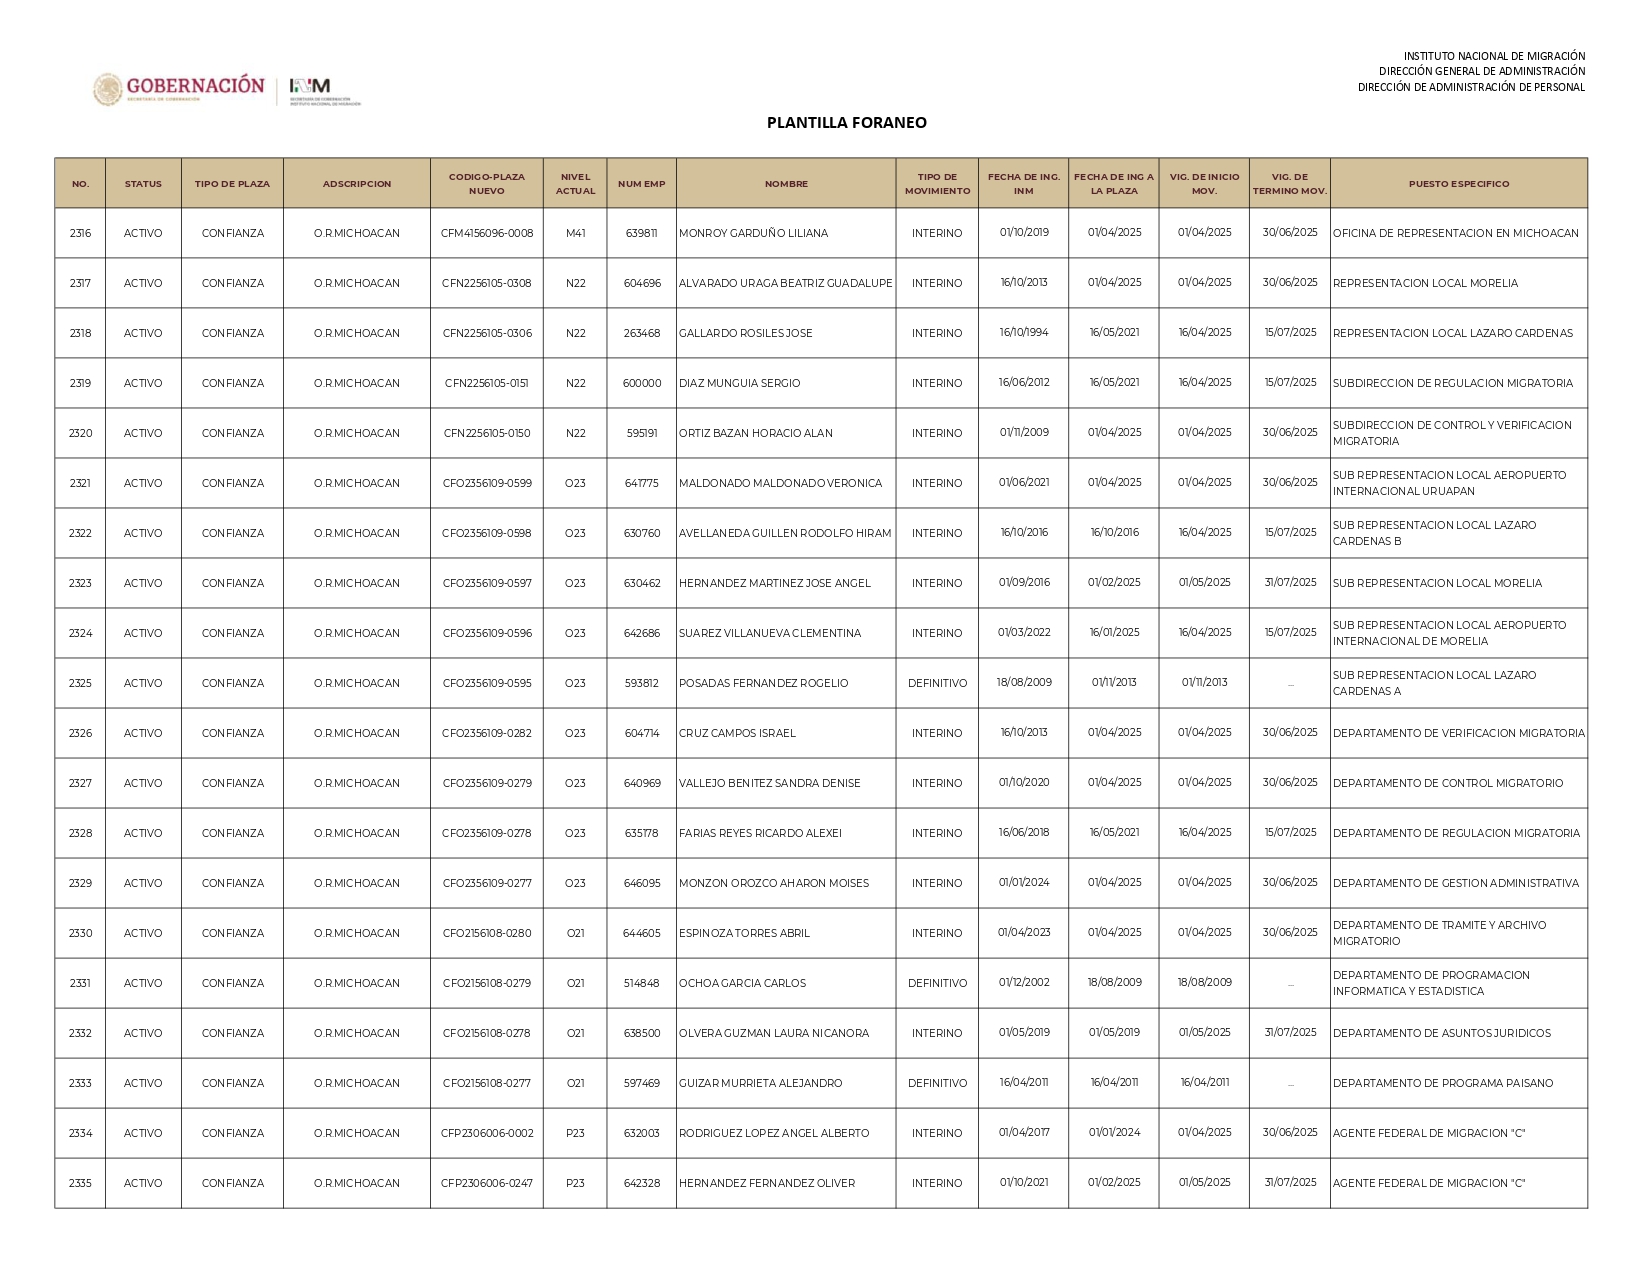 INSTITUTO NACIONAL DE MIGRACIÓN
DIRECCIÓN GENERAL DE ADMINISTRACIÓN
DIRECCIÓN DE ADMINISTRACIÓN DE PERSONAL
GOBERNACIÓN INM
SECRETARÍA DE GOBERNACIÓN
SECRETARÍA DE GOBERNACIÓN
INSTITUTO NACIONAL DE MIGRACIÓN
PLANTILLA FORANEO
NO. STATUS TIPO DE PLAZA ADSCRIPCION CODIGO-PLAZA NUEVO NIVEL ACTUAL NUM EMP NOMBRE TIPO DE MOVIMIENTO FECHA DE ING. INM FECHA DE ING A LA PLAZA VIG. DE INICIO MOV. VIG. DE TERMINO MOV. PUESTO ESPECIFICO
2316 ACTIVO CONFIANZA O.R.MICHOACAN CFM4156096-0008 M41 639811 MONROY GARDUÑO LILIANA INTERINO 01/10/2019 01/04/2025 01/04/2025 30/06/2025 OFICINA DE REPRESENTACION EN MICHOACAN
2317 ACTIVO CONFIANZA O.R.MICHOACAN CFN2256105-0308 N22 604696 ALVARADO URAGA BEATRIZ GUADALUPE INTERINO 16/10/2013 01/04/2025 01/04/2025 30/06/2025 REPRESENTACION LOCAL MORELIA
2318 ACTIVO CONFIANZA O.R.MICHOACAN CFN2256105-0306 N22 263468 GALLARDO ROSILES JOSE INTERINO 16/10/1994 16/05/2021 16/04/2025 15/07/2025 REPRESENTACION LOCAL LAZARO CARDENAS
2319 ACTIVO CONFIANZA O.R.MICHOACAN CFN2256105-0151 N22 600000 DIAZ MUNGUIA SERGIO INTERINO 16/06/2012 16/05/2021 16/04/2025 15/07/2025 SUBDIRECCION DE REGULACION MIGRATORIA
2320 ACTIVO CONFIANZA O.R.MICHOACAN CFN2256105-0150 N22 595191 ORTIZ BAZAN HORACIO ALAN INTERINO 01/11/2009 01/04/2025 01/04/2025 30/06/2025 SUBDIRECCION DE CONTROL Y VERIFICACION MIGRATORIA
2321 ACTIVO CONFIANZA O.R.MICHOACAN CFO2356109-0599 O23 641775 MALDONADO MALDONADO VERONICA INTERINO 01/06/2021 01/04/2025 01/04/2025 30/06/2025 SUB REPRESENTACION LOCAL AEROPUERTO INTERNACIONAL URUAPAN
2322 ACTIVO CONFIANZA O.R.MICHOACAN CFO2356109-0598 O23 630760 AVELLANEDA GUILLEN RODOLFO HIRAM INTERINO 16/10/2016 16/10/2016 16/04/2025 15/07/2025 SUB REPRESENTACION LOCAL LAZARO CARDENAS B
2323 ACTIVO CONFIANZA O.R.MICHOACAN CFO2356109-0597 O23 630462 HERNANDEZ MARTINEZ JOSE ANGEL INTERINO 01/09/2016 01/02/2025 01/05/2025 31/07/2025 SUB REPRESENTACION LOCAL MORELIA
2324 ACTIVO CONFIANZA O.R.MICHOACAN CFO2356109-0596 O23 642686 SUAREZ VILLANUEVA CLEMENTINA INTERINO 01/03/2022 16/01/2025 16/04/2025 15/07/2025 SUB REPRESENTACION LOCAL AEROPUERTO INTERNACIONAL DE MORELIA
2325 ACTIVO CONFIANZA O.R.MICHOACAN CFO2356109-0595 O23 593812 POSADAS FERNANDEZ ROGELIO DEFINITIVO 18/08/2009 01/11/2013 01/11/2013 ... SUB REPRESENTACION LOCAL LAZARO CARDENAS A
2326 ACTIVO CONFIANZA O.R.MICHOACAN CFO2356109-0282 O23 604714 CRUZ CAMPOS ISRAEL INTERINO 16/10/2013 01/04/2025 01/04/2025 30/06/2025 DEPARTAMENTO DE VERIFICACION MIGRATORIA
2327 ACTIVO CONFIANZA O.R.MICHOACAN CFO2356109-0279 O23 640969 VALLEJO BENITEZ SANDRA DENISE INTERINO 01/10/2020 01/04/2025 01/04/2025 30/06/2025 DEPARTAMENTO DE CONTROL MIGRATORIO
2328 ACTIVO CONFIANZA O.R.MICHOACAN CFO2356109-0278 O23 635178 FARIAS REYES RICARDO ALEXEI INTERINO 16/06/2018 16/05/2021 16/04/2025 15/07/2025 DEPARTAMENTO DE REGULACION MIGRATORIA
2329 ACTIVO CONFIANZA O.R.MICHOACAN CFO2356109-0277 O23 646095 MONZON OROZCO AHARON MOISES INTERINO 01/01/2024 01/04/2025 01/04/2025 30/06/2025 DEPARTAMENTO DE GESTION ADMINISTRATIVA
2330 ACTIVO CONFIANZA O.R.MICHOACAN CFO2156108-0280 O21 644605 ESPINOZA TORRES ABRIL INTERINO 01/04/2023 01/04/2025 01/04/2025 30/06/2025 DEPARTAMENTO DE TRAMITE Y ARCHIVO MIGRATORIO
2331 ACTIVO CONFIANZA O.R.MICHOACAN CFO2156108-0279 O21 514848 OCHOA GARCIA CARLOS DEFINITIVO 01/12/2002 18/08/2009 18/08/2009 ... DEPARTAMENTO DE PROGRAMACION INFORMATICA Y ESTADISTICA
2332 ACTIVO CONFIANZA O.R.MICHOACAN CFO2156108-0278 O21 638500 OLVERA GUZMAN LAURA NICANORA INTERINO 01/05/2019 01/05/2019 01/05/2025 31/07/2025 DEPARTAMENTO DE ASUNTOS JURIDICOS
2333 ACTIVO CONFIANZA O.R.MICHOACAN CFO2156108-0277 O21 597469 GUIZAR MURRIETA ALEJANDRO DEFINITIVO 16/04/2011 16/04/2011 16/04/2011 ... DEPARTAMENTO DE PROGRAMA PAISANO
2334 ACTIVO CONFIANZA O.R.MICHOACAN CFP2306006-0002 P23 632003 RODRIGUEZ LOPEZ ANGEL ALBERTO INTERINO 01/04/2017 01/01/2024 01/04/2025 30/06/2025 AGENTE FEDERAL DE MIGRACION "C"
2335 ACTIVO CONFIANZA O.R.MICHOACAN CFP2306006-0247 P23 642328 HERNANDEZ FERNANDEZ OLIVER INTERINO 01/10/2021 01/02/2025 01/05/2025 31/07/2025 AGENTE FEDERAL DE MIGRACION "C"